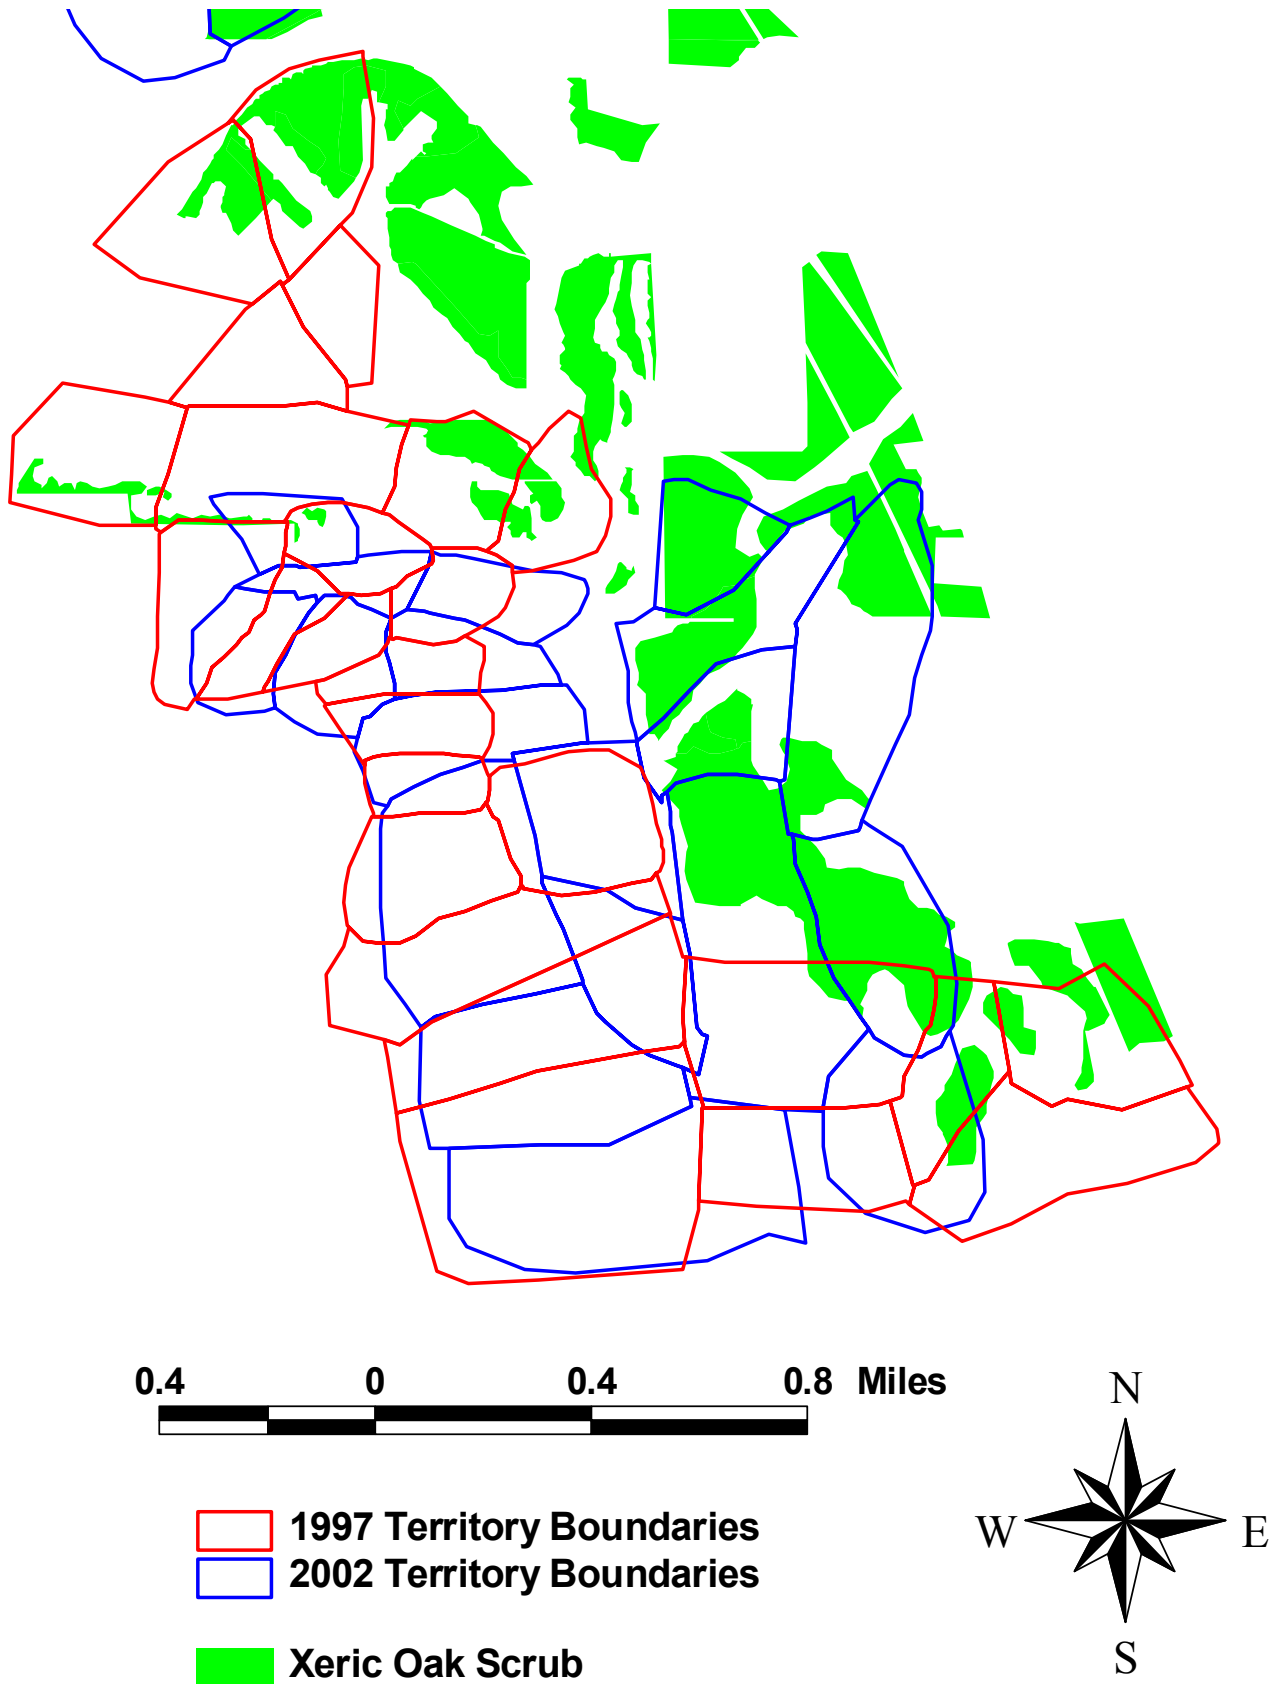 0.4 0 0.4 0.8 Miles
N
W E
S
1997 Territory Boundaries
2002 Territory Boundaries
Xeric Oak Scrub